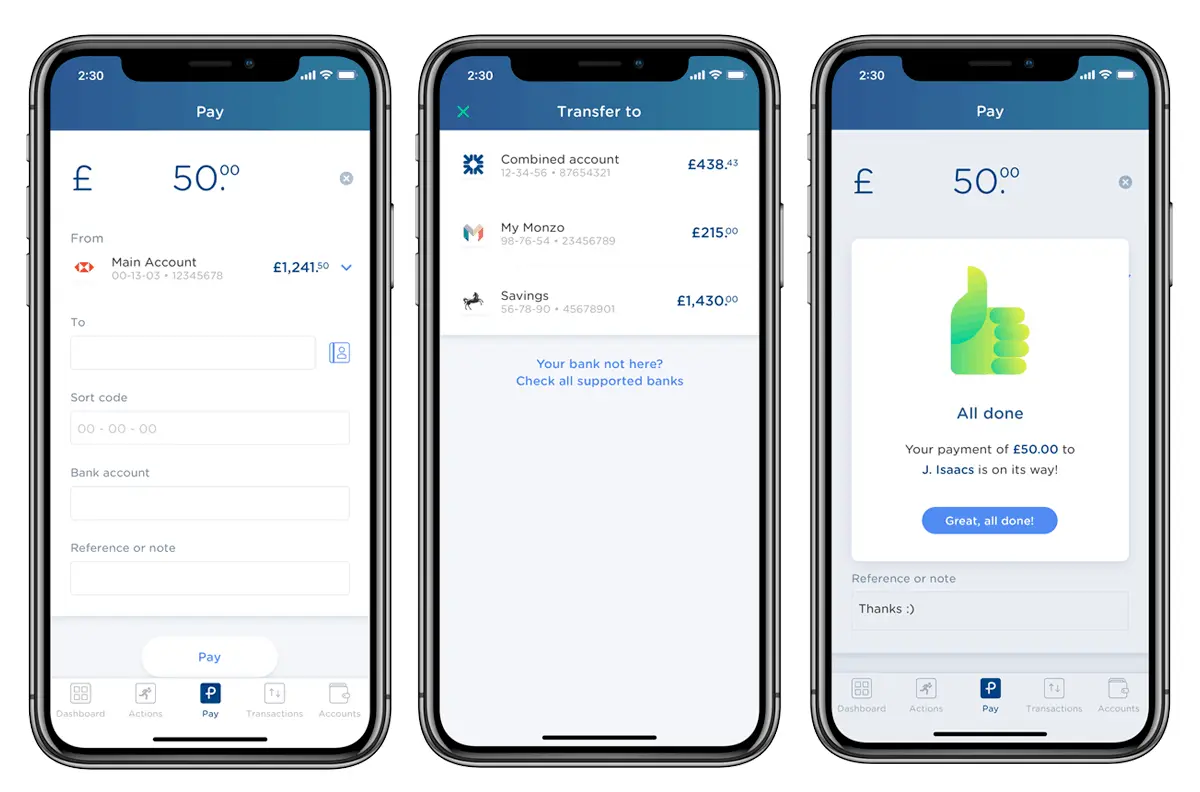 2:30
Pay
£ 50.00
From
Main Account
00-13-03 • 12345678
£1,241.50
To
Sort code
00 - 00 - 00
Bank account
Reference or note
Pay
Dashboard Actions Pay Transactions Accounts
2:30
Transfer to
Combined account
12-34-56 • 87654321
£438.43
My Monzo
98-76-54 • 23456789
£215.00
Savings
56-78-90 • 45678901
£1,430.00
Your bank not here?
Check all supported banks
2:30
Pay
£ 50.00
All done
Your payment of £50.00 to
J. Isaacs is on its way!
Great, all done!
Reference or note
Thanks :)
Dashboard Actions Pay Transactions Accounts